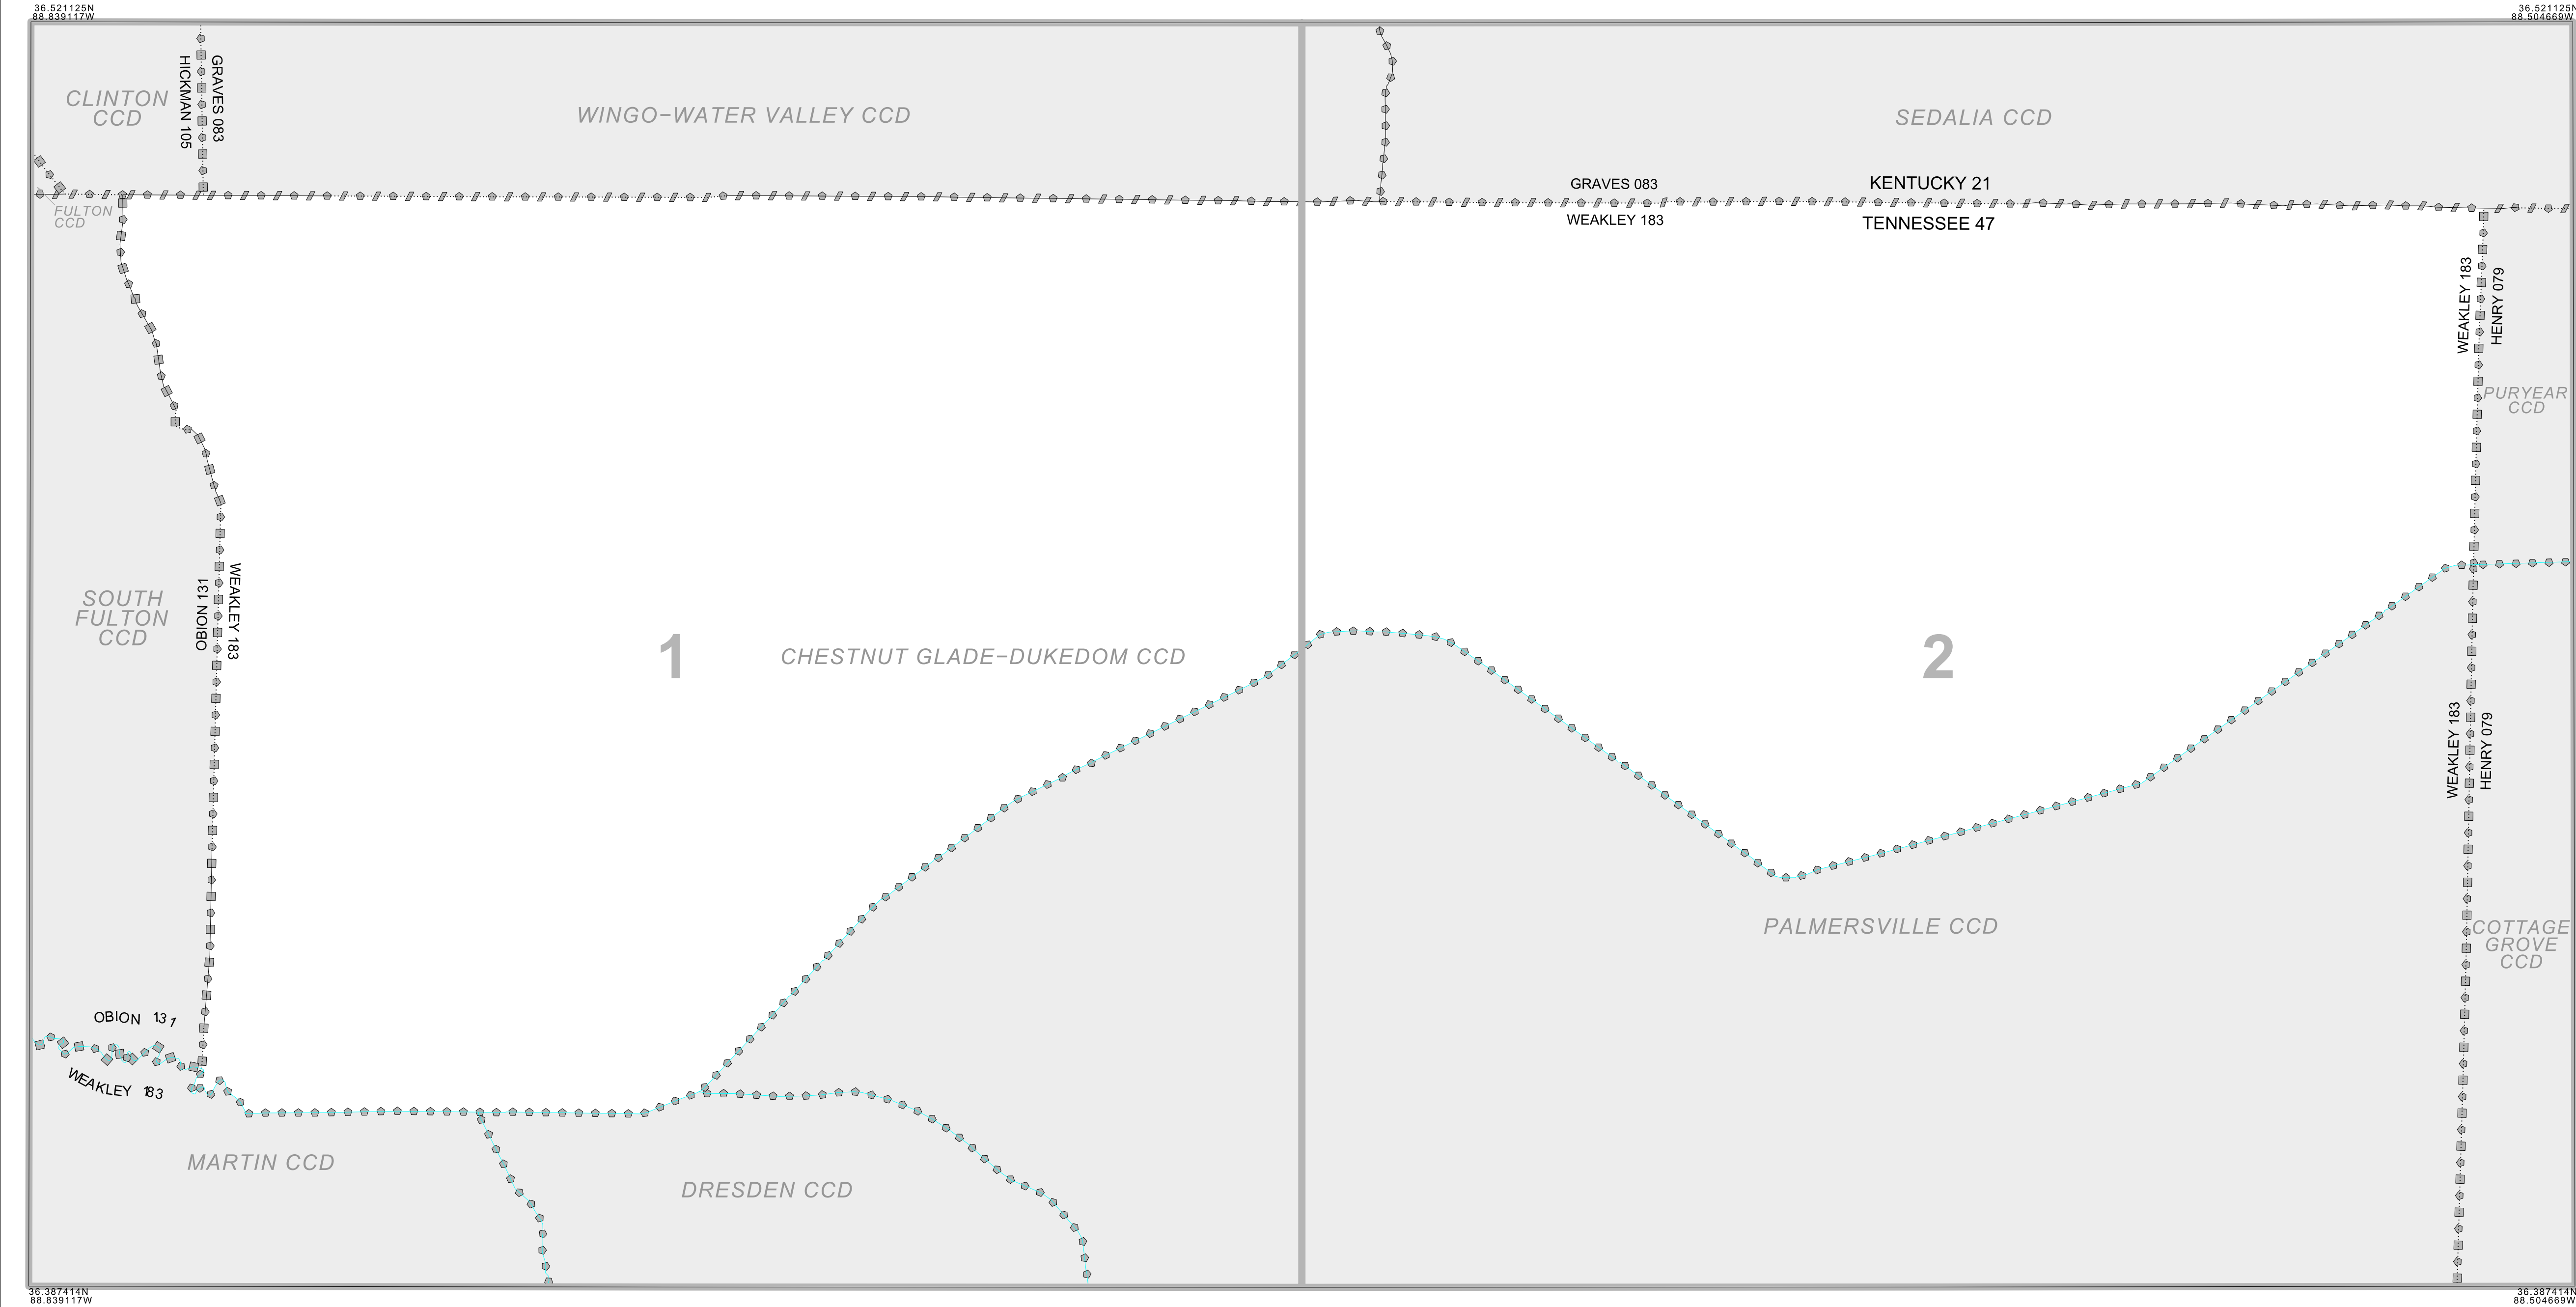 36.521125N
88.839117W
36.521125N
88.504669W
CLINTON
CCD
HICKMAN 105
GRAVES 083
WINGO-WATER VALLEY CCD
SEDALIA CCD
GRAVES 083
KENTUCKY 21
WEAKLEY 183
TENNESSEE 47
FULTON
CCD
WEAKLEY 183
HENRY 079
PURYEAR
CCD
SOUTH
FULTON
CCD
OBION 131
WEAKLEY 183
1
CHESTNUT GLADE-DUKEDOM CCD
2
WEAKLEY 183
HENRY 079
PALMERSVILLE CCD
COTTAGE
GROVE
CCD
OBION 131
WEAKLEY 183
MARTIN CCD
DRESDEN CCD
36.387414N
88.839117W
36.387414N
88.504669W